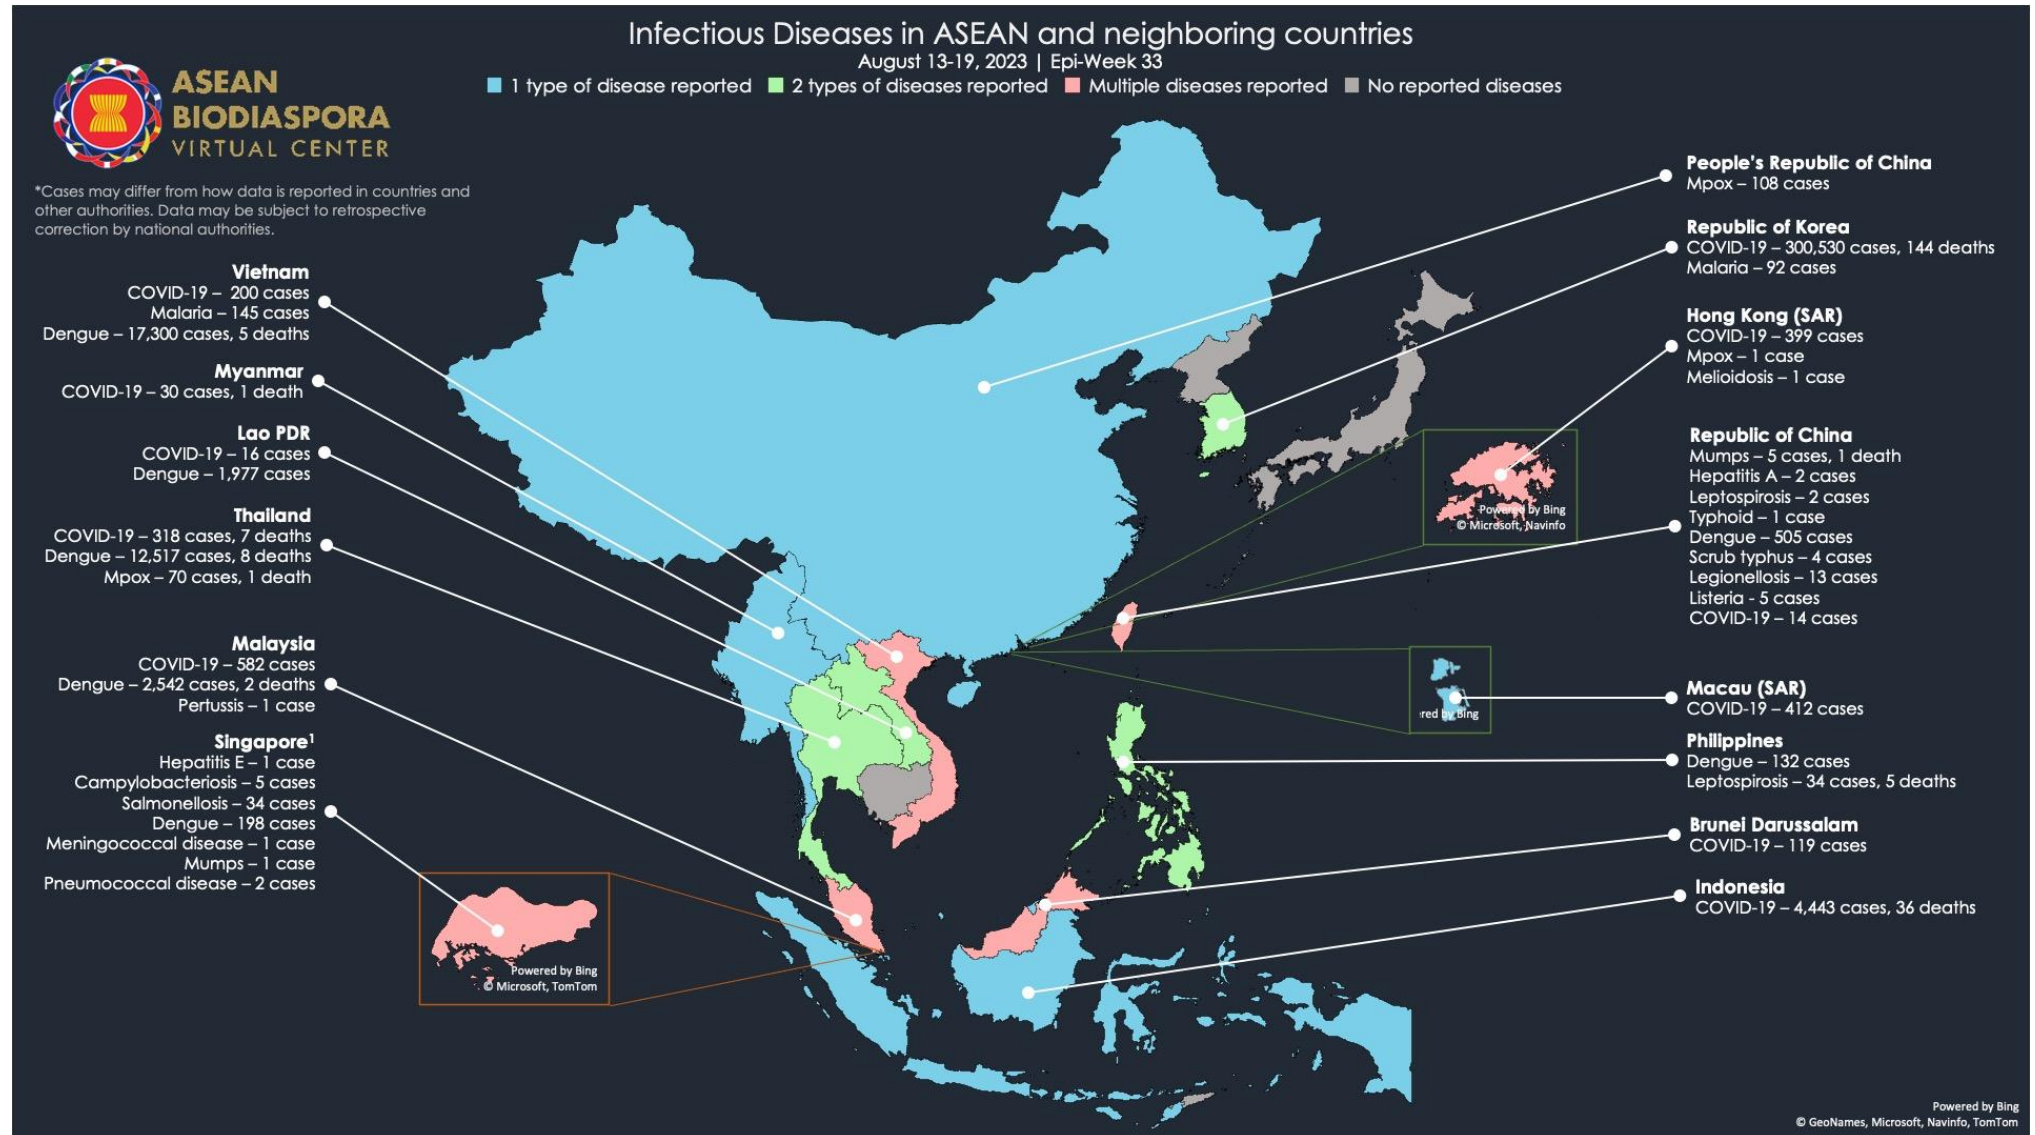 Infectious Diseases in ASEAN and neighboring countries
August 13-19, 2023 | Epi-Week 33
1 type of disease reported 2 types of diseases reported Multiple diseases reported No reported diseases
ASEAN
BIODIASPORA
VIRTUAL CENTER
*Cases may differ from how data is reported in countries and
other authorities. Data may be subject to retrospective
correction by national authorities.
Vietnam
COVID-19 – 200 cases
Malaria – 145 cases
Dengue – 17,300 cases, 5 deaths
Myanmar
COVID-19 – 30 cases, 1 death
Lao PDR
COVID-19 – 16 cases
Dengue – 1,977 cases
Thailand
COVID-19 – 318 cases, 7 deaths
Dengue – 12,517 cases, 8 deaths
Mpox – 70 cases, 1 death
Malaysia
COVID-19 – 582 cases
Dengue – 2,542 cases, 2 deaths
Pertussis – 1 case
Singapore¹
Hepatitis E – 1 case
Campylobacteriosis – 5 cases
Salmonellosis – 34 cases
Dengue – 198 cases
Meningococcal disease – 1 case
Mumps – 1 case
Pneumococcal disease – 2 cases
Powered by Bing
© Microsoft, TomTom
People's Republic of China
Mpox – 108 cases
Republic of Korea
COVID-19 – 300,530 cases, 144 deaths
Malaria – 92 cases
Hong Kong (SAR)
COVID-19 – 399 cases
Mpox – 1 case
Melioidosis – 1 case
Powered by Bing
© Microsoft, Navinfo
Republic of China
Mumps – 5 cases, 1 death
Hepatitis A – 2 cases
Leptospirosis – 2 cases
Typhoid – 1 case
Dengue – 505 cases
Scrub typhus – 4 cases
Legionellosis – 13 cases
Listeria - 5 cases
COVID-19 – 14 cases
Macau (SAR)
COVID-19 – 412 cases
red by Bing
Philippines
Dengue – 132 cases
Leptospirosis – 34 cases, 5 deaths
Brunei Darussalam
COVID-19 – 119 cases
Indonesia
COVID-19 – 4,443 cases, 36 deaths
Powered by Bing
© GeoNames, Microsoft, Navinfo, TomTom